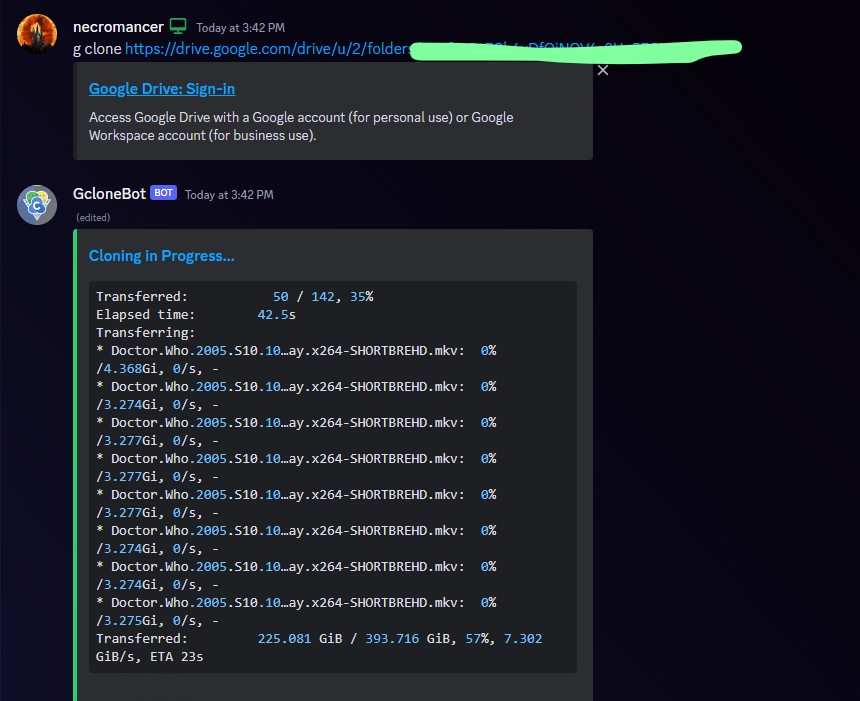 necromancer Today at 3:42 PM
g clone https://drive.google.com/drive/u/2/folders
Google Drive: Sign-in
Access Google Drive with a Google account (for personal use) or Google
Workspace account (for business use).
GcloneBot BOT Today at 3:42 PM
(edited)
Cloning in Progress...
Transferred: 50 / 142, 35%
Elapsed time: 42.5s
Transferring:
* Doctor.Who.2005.S10.10…ay.x264-SHORTBREHD.mkv: 0%
/4.368Gi, 0/s, -
* Doctor.Who.2005.S10.10…ay.x264-SHORTBREHD.mkv: 0%
/3.274Gi, 0/s, -
* Doctor.Who.2005.S10.10…ay.x264-SHORTBREHD.mkv: 0%
/3.277Gi, 0/s, -
* Doctor.Who.2005.S10.10…ay.x264-SHORTBREHD.mkv: 0%
/3.277Gi, 0/s, -
* Doctor.Who.2005.S10.10…ay.x264-SHORTBREHD.mkv: 0%
/3.277Gi, 0/s, -
* Doctor.Who.2005.S10.10…ay.x264-SHORTBREHD.mkv: 0%
/3.274Gi, 0/s, -
* Doctor.Who.2005.S10.10…ay.x264-SHORTBREHD.mkv: 0%
/3.274Gi, 0/s, -
* Doctor.Who.2005.S10.10…ay.x264-SHORTBREHD.mkv: 0%
/3.275Gi, 0/s, -
Transferred: 225.081 GiB / 393.716 GiB, 57%, 7.302
GiB/s, ETA 23s